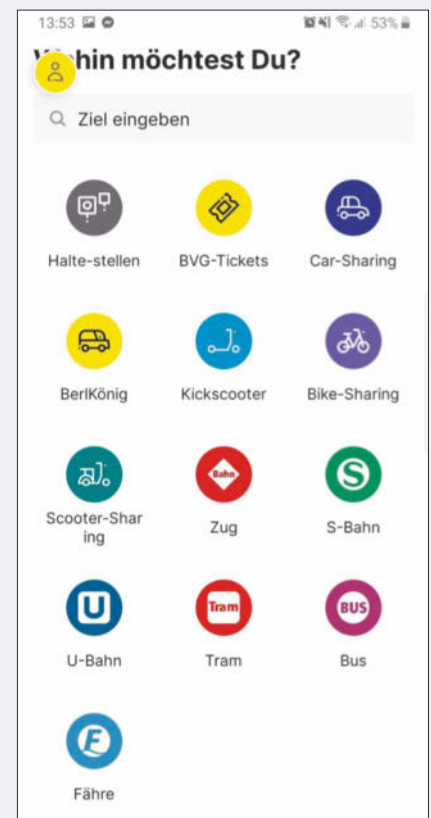 13:53 53%
Wohin möchtest Du?
Ziel eingeben
Halte-stellen BVG-Tickets Car-Sharing
BerlKönig Kickscooter Bike-Sharing
Bahn S
Scooter-Shar
ing Zug S-Bahn
U Tram BUS
U-Bahn Tram Bus
F
Fähre